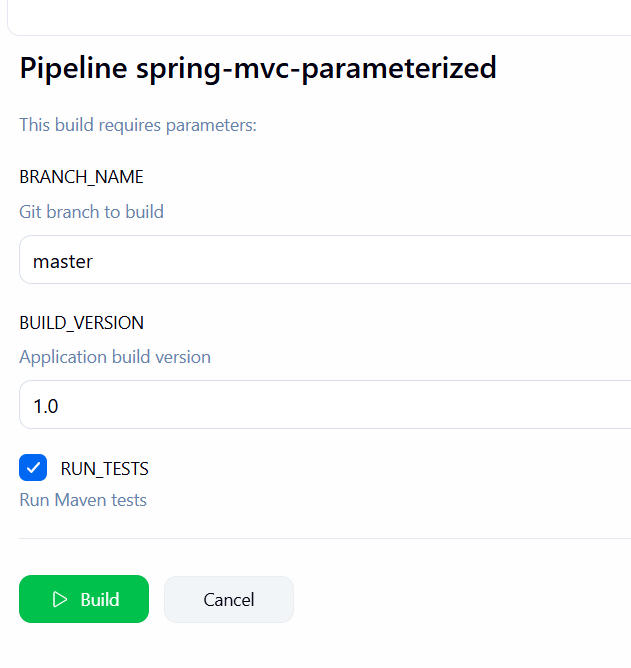 Pipeline spring-mvc-parameterized
This build requires parameters:
BRANCH_NAME
Git branch to build
master
BUILD_VERSION
Application build version
1.0
RUN_TESTS
Run Maven tests
Build
Cancel